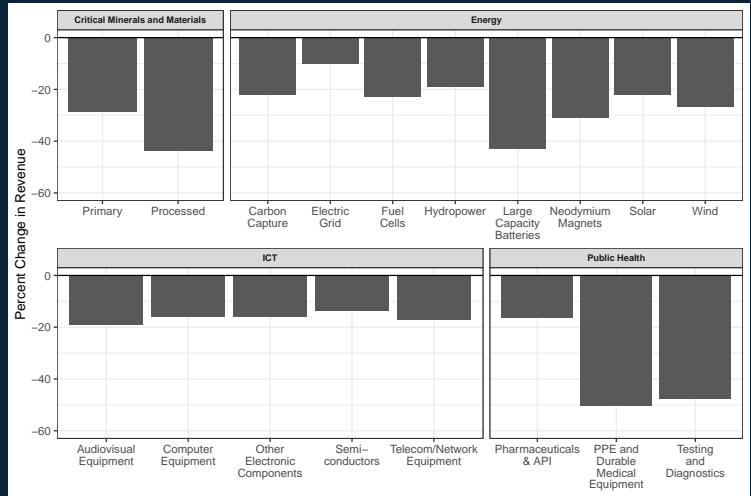 Percent Change in Revenue
Critical Minerals and Materials
Energy
0
−20
−40
−60
Primary
Processed
Carbon
Capture
Electric
Grid
Fuel
Cells
Hydropower
Large
Capacity
Batteries
Neodymium
Magnets
Solar
Wind
ICT
Public Health
0
−20
−40
−60
Audiovisual
Equipment
Computer
Equipment
Other
Electronic
Components
Semi−
conductors
Telecom/Network
Equipment
Pharmaceuticals
& API
PPE and
Durable
Medical
Equipment
Testing
and
Diagnostics